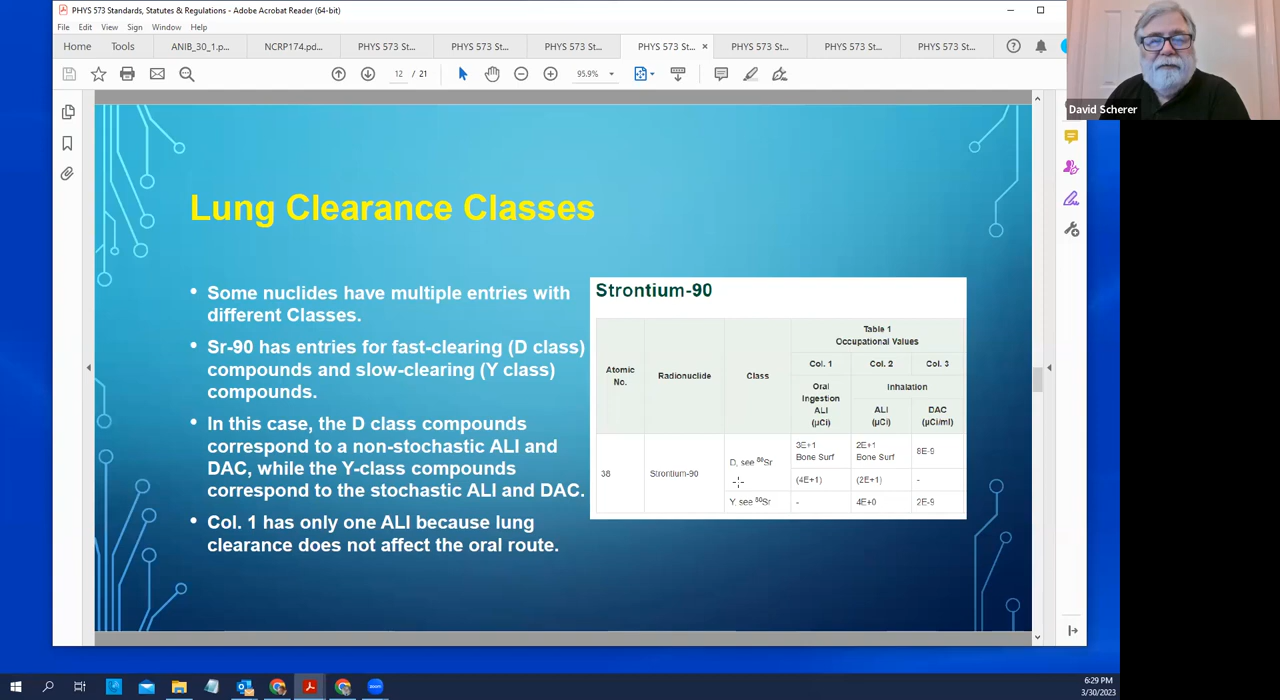 PHYS 573 Standards, Statutes & Regulations - Adobe Acrobat Reader (64-bit)
File Edit View Sign Window Help
Home Tools ANIB_30_1.p... NCRP174.pd... PHYS 573 St... PHYS 573 St... PHYS 573 St... PHYS 573 St... × PHYS 573 St... PHYS 573 St... PHYS 573 St...
12 / 21 95.9%
David Scherer
Lung Clearance Classes
• Some nuclides have multiple entries with
different Classes.
• Sr-90 has entries for fast-clearing (D class)
compounds and slow-clearing (Y class)
compounds.
• In this case, the D class compounds
correspond to a non-stochastic ALI and
DAC, while the Y-class compounds
correspond to the stochastic ALI and DAC.
• Col. 1 has only one ALI because lung
clearance does not affect the oral route.
Strontium-90
Table 1
Occupational Values
Col. 1 Col. 2 Col. 3
Atomic
No.
Radionuclide
Class
Oral
Ingestion
ALI
(µCi)
Inhalation
ALI
(µCi)
DAC
(µCi/ml)
38
Strontium-90
D, see 80Sr
3E+1
Bone Surf
2E+1
Bone Surf
8E-9
(4E+1) (2E+1) -
Y, see 80Sr - 4E+0 2E-9
zoom
6:29 PM
3/30/2023